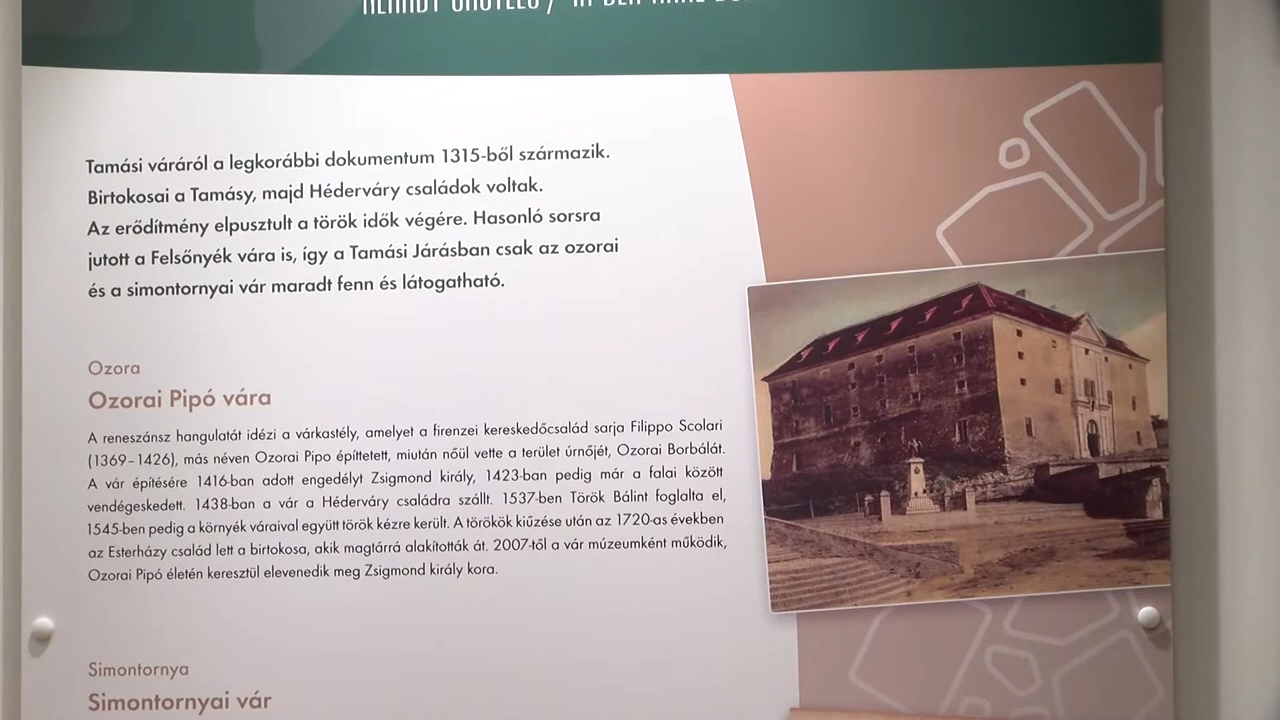 Tamási váráról a legkorábbi dokumentum 1315-ből származik.
Birtokosai a Tamásy, majd Héderváry családok voltak.
Az erődítmény elpusztult a török idők végére. Hasonló sorsra
jutott a Felsőnyék vára is, így a Tamási Járásban csak az ozorai
és a simontornyai vár maradt fenn és látogatható.
Ozora
Ozorai Pipó vára
A reneszánsz hangulatát idézi a várkastély, amelyet a firenzei kereskedőcsalád sarja Filippo Scolari
(1369–1426), más néven Ozorai Pipo építtetett, miután nőül vette a terület úrnőjét, Ozorai Borbálát.
A vár építésére 1416-ban adott engedélyt Zsigmond király, 1423-ban pedig már a falai között
vendégeskedett. 1438-ban a vár a Héderváry családra szállt. 1537-ben Török Bálint foglalta el,
1545-ben pedig a környék váraival együtt török kézre került. A törökök kiűzése után az 1720-as években
az Esterházy család lett a birtokosa, akik magtárrá alakították át. 2007-től a vár múzeumként működik,
Ozorai Pipó életén keresztül elevenedik meg Zsigmond király kora.
Simontornya
Simontornyai vár